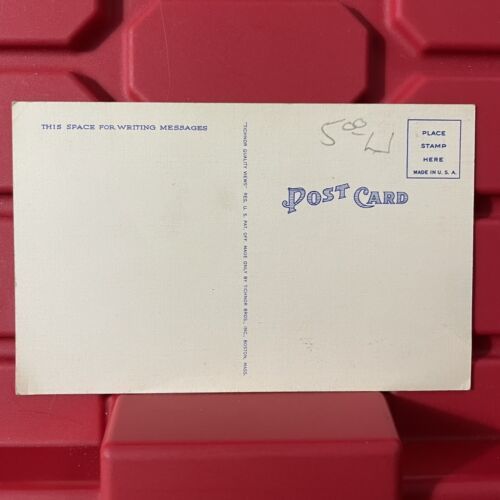 THIS SPACE FOR WRITING MESSAGES
"TICHNOR QUALITY VIEWS" REG. U. S. PAT. OFF. MADE ONLY BY TICHNOR BROS., INC., BOSTON, MASS.
500
PLACE
STAMP
HERE
MADE IN U. S. A.
POST CARD